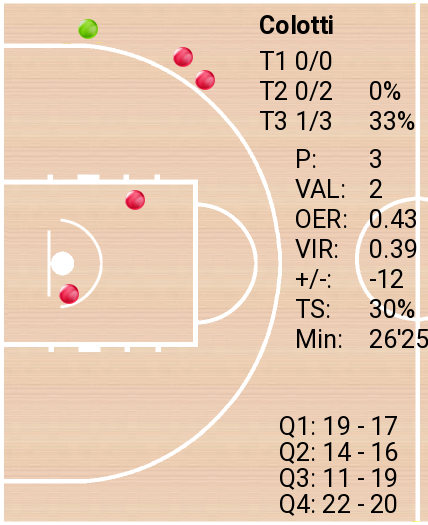 Colotti
T1 0/0
T2 0/2 0%
T3 1/3 33%
P: 3
VAL: 2
OER: 0.43
VIR: 0.39
+/-: -12
TS: 30%
Min: 26'25
Q1: 19 - 17
Q2: 14 - 16
Q3: 11 - 19
Q4: 22 - 20